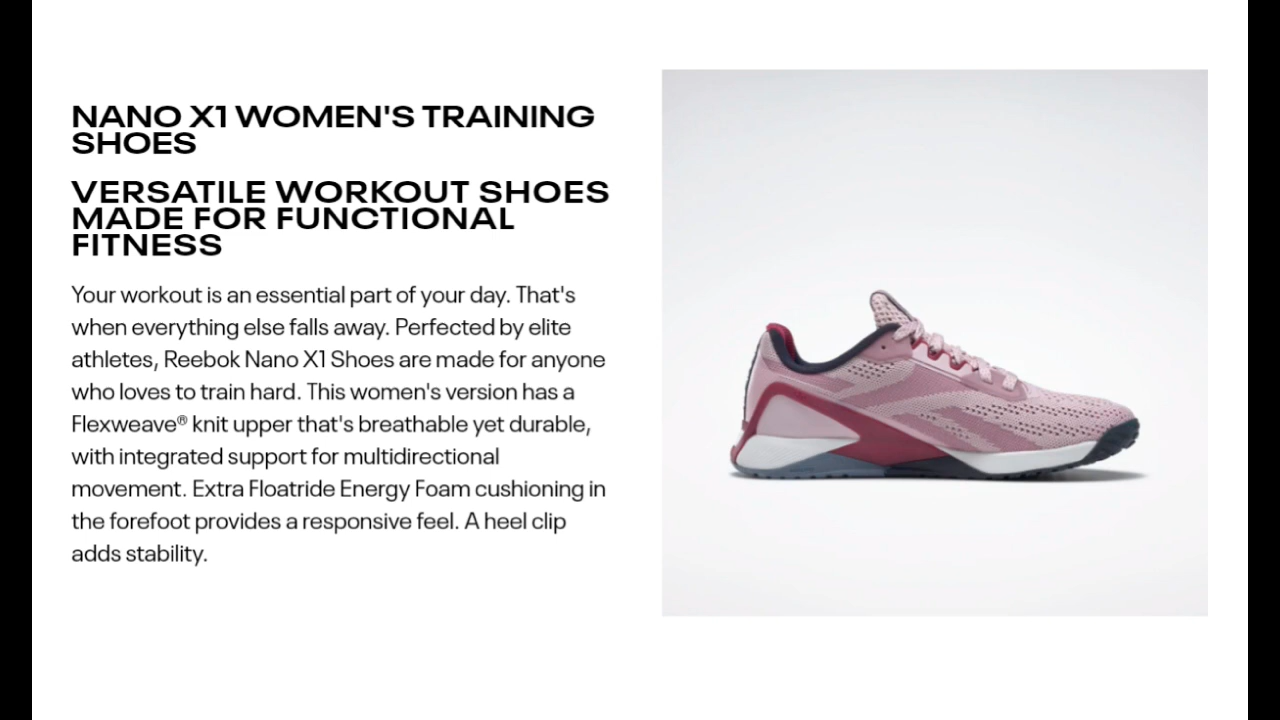 NANO X1 WOMEN'S TRAINING
SHOES
VERSATILE WORKOUT SHOES
MADE FOR FUNCTIONAL
FITNESS
Your workout is an essential part of your day. That's
when everything else falls away. Perfected by elite
athletes, Reebok Nano X1 Shoes are made for anyone
who loves to train hard. This women's version has a
Flexweave® knit upper that's breathable yet durable,
with integrated support for multidirectional
movement. Extra Floatride Energy Foam cushioning in
the forefoot provides a responsive feel. A heel clip
adds stability.